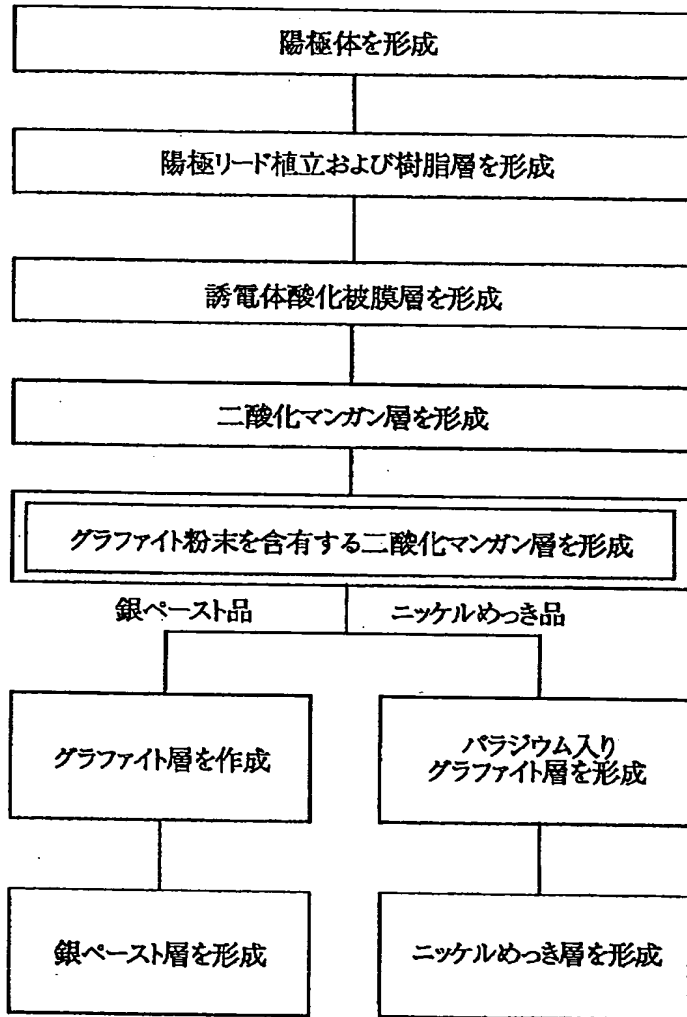 陽極体を形成
陽極リード植立および樹脂層を形成
誘電体酸化被膜層を形成
二酸化マンガン層を形成
グラファイト粉末を含有する二酸化マンガン層を形成
銀ペースト品
ニッケルめっき品
グラファイト層を作成
パラジウム入り
グラファイト層を形成
銀ペースト層を形成
ニッケルめっき層を形成